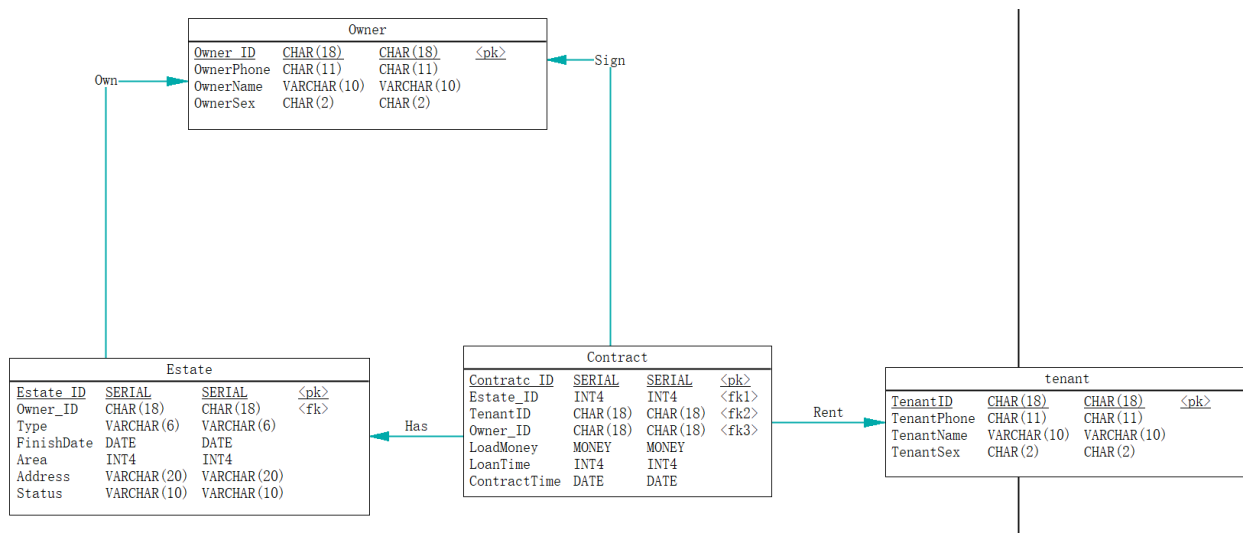 Owner
Owner_ID CHAR(18) CHAR(18) <pk>
OwnerPhone CHAR(11) CHAR(11)
OwnerName VARCHAR(10) VARCHAR(10)
OwnerSex CHAR(2) CHAR(2)
Own
Sign
Estate
Estate_ID SERIAL SERIAL <pk>
Owner_ID CHAR(18) CHAR(18) <fk>
Type VARCHAR(6) VARCHAR(6)
FinishDate DATE DATE
Area INT4 INT4
Address VARCHAR(20) VARCHAR(20)
Status VARCHAR(10) VARCHAR(10)
Has
Contract
Contratc_ID SERIAL SERIAL <pk>
Estate_ID INT4 INT4 <fk1>
TenantID CHAR(18) CHAR(18) <fk2>
Owner_ID CHAR(18) CHAR(18) <fk3>
LoadMoney MONEY MONEY
LoanTime INT4 INT4
ContractTime DATE DATE
Rent
tenant
TenantID CHAR(18) CHAR(18) <pk>
TenantPhone CHAR(11) CHAR(11)
TenantName VARCHAR(10) VARCHAR(10)
TenantSex CHAR(2) CHAR(2)